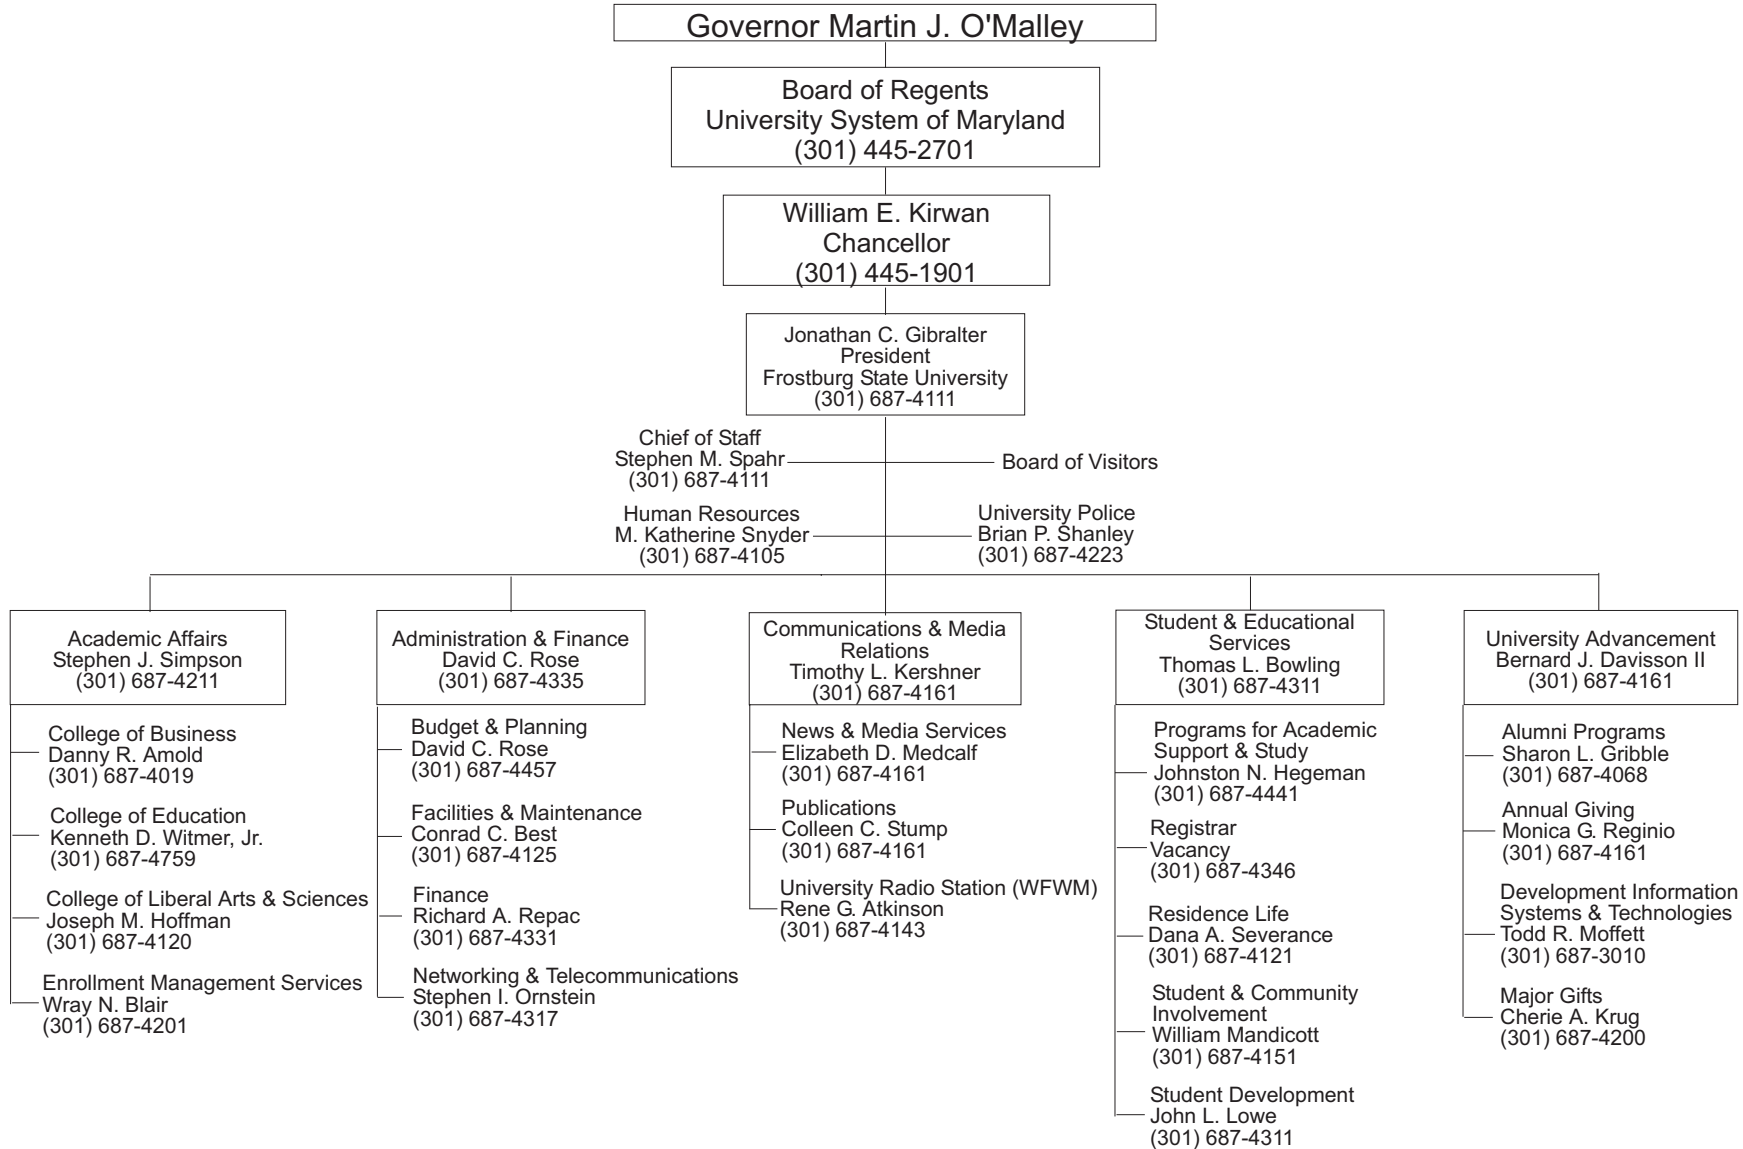 Governor Martin J. O'Malley
Board of Regents
University System of Maryland
(301) 445-2701
William E. Kirwan
Chancellor
(301) 445-1901
Jonathan C. Gibralter
President
Frostburg State University
(301) 687-4111
Chief of Staff
Stephen M. Spahr
(301) 687-4111
Board of Visitors
Human Resources
M. Katherine Snyder
(301) 687-4105
University Police
Brian P. Shanley
(301) 687-4223
Academic Affairs
Stephen J. Simpson
(301) 687-4211
College of Business
Danny R. Arnold
(301) 687-4019
College of Education
Kenneth D. Witmer, Jr.
(301) 687-4759
College of Liberal Arts & Sciences
Joseph M. Hoffman
(301) 687-4120
Enrollment Management Services
Wray N. Blair
(301) 687-4201
Administration & Finance
David C. Rose
(301) 687-4335
Budget & Planning
David C. Rose
(301) 687-4457
Facilities & Maintenance
Conrad C. Best
(301) 687-4125
Finance
Richard A. Repac
(301) 687-4331
Networking & Telecommunications
Stephen I. Ornstein
(301) 687-4317
Communications & Media
Relations
Timothy L. Kershner
(301) 687-4161
News & Media Services
Elizabeth D. Medcalf
(301) 687-4161
Publications
Colleen C. Stump
(301) 687-4161
University Radio Station (WFWM)
Rene G. Atkinson
(301) 687-4143
Student & Educational
Services
Thomas L. Bowling
(301) 687-4311
Programs for Academic
Support & Study
Johnston N. Hegeman
(301) 687-4441
Registrar
Vacancy
(301) 687-4346
Residence Life
Dana A. Severance
(301) 687-4121
Student & Community
Involvement
William Mandicott
(301) 687-4151
Student Development
John L. Lowe
(301) 687-4311
University Advancement
Bernard J. Davisson II
(301) 687-4161
Alumni Programs
Sharon L. Gribble
(301) 687-4068
Annual Giving
Monica G. Reginio
(301) 687-4161
Development Information
Systems & Technologies
Todd R. Moffett
(301) 687-3010
Major Gifts
Cherie A. Krug
(301) 687-4200